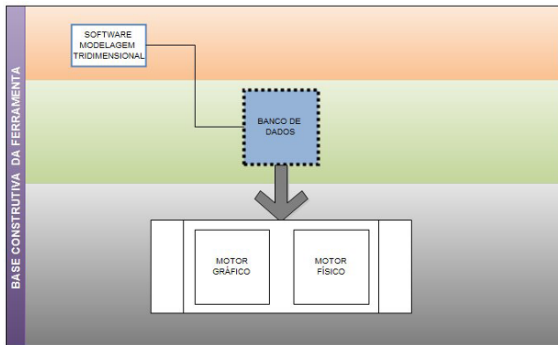 BASE CONSTRUTIVA DA FERRAMENTA
SOFTWARE
MODELAGEM
TRIDIMENSIONAL
BANCO DE
DADOS
MOTOR
GRÁFICO
MOTOR
FÍSICO